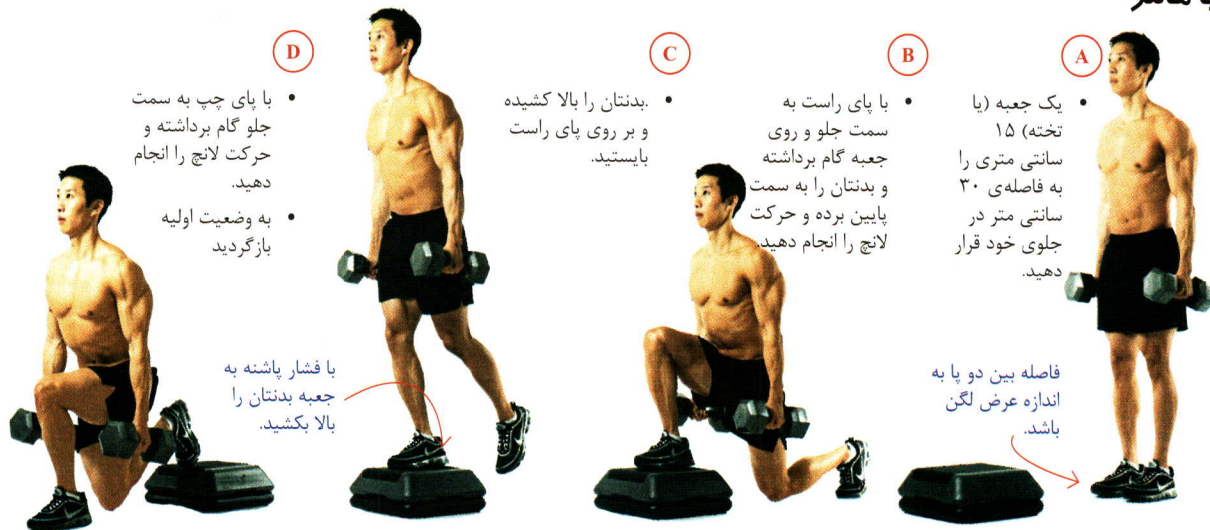 A
• یک جعبه (یا
تخته) ۱۵
سانتی متری را
به فاصله‌ی ۳۰
سانتی متر در
جلوی خود قرار
دهید.
فاصله بین دو پا به
اندازه عرض لگن
باشد.
B
• با پای راست به
سمت جلو و روی
جعبه گام برداشته
و بدنتان را به سمت
پایین برده و حرکت
لانچ را انجام دهید.
C
• .بدنتان را بالا کشیده
و بر روی پای راست
بایستید.
با فشار پاشنه به
جعبه بدنتان را
بالا بکشید.
D
• با پای چپ به سمت
جلو گام برداشته و
حرکت لانچ را انجام
دهید.
• به وضعیت اولیه
بازگردید